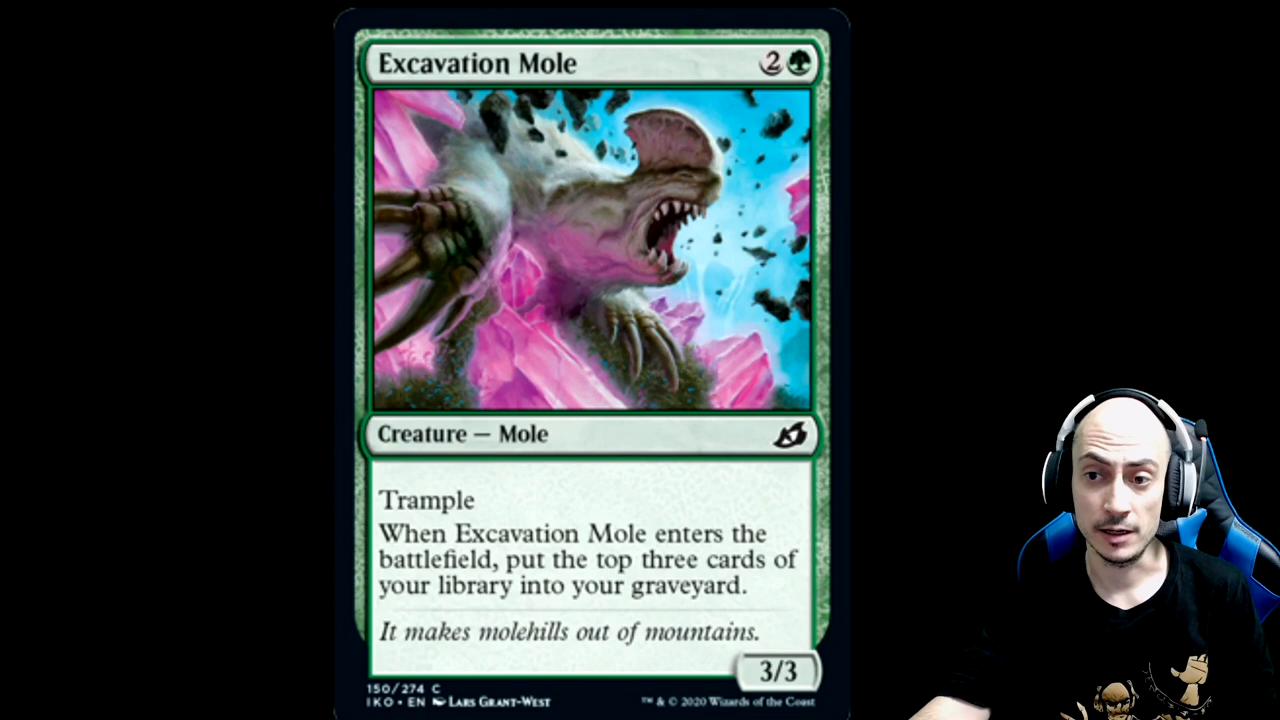 Excavation Mole 2
Creature — Mole
Trample
When Excavation Mole enters the
battlefield, put the top three cards of
your library into your graveyard.
It makes molehills out of mountains.
3/3
150/274 C
IKO • EN Lars Grant-West
™ & © 2020 Wizards of the Coast